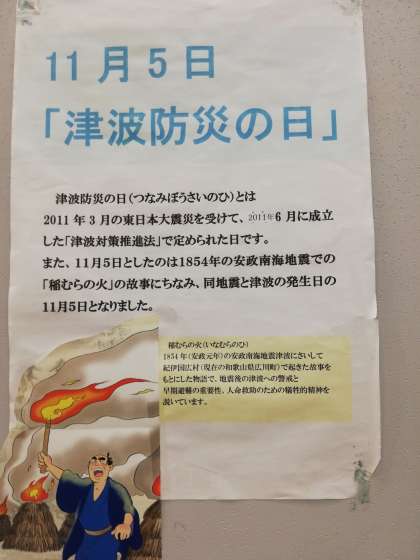 11月5日
「津波防災の日」
津波防災の日(つなみぼうさいのひ)とは
2011年3月の東日本大震災を受けて、2011年6月に成立
した「津波対策推進法」で定められた日です。
また、11月5日としたのは1854年の安政南海地震での
「稲むらの火」の故事にちなみ、同地震と津波の発生日の
11月5日となりました。
稲むらの火(いなむらのひ)
1854年(安政元年)の安政南海地震津波にさいして
紀伊国広村(現在の和歌山県広川町)で起きた故事を
もとにした物語で、地震後の津波への警戒と
早期避難の重要性、人命救助のための犠牲的精神を
説いています。